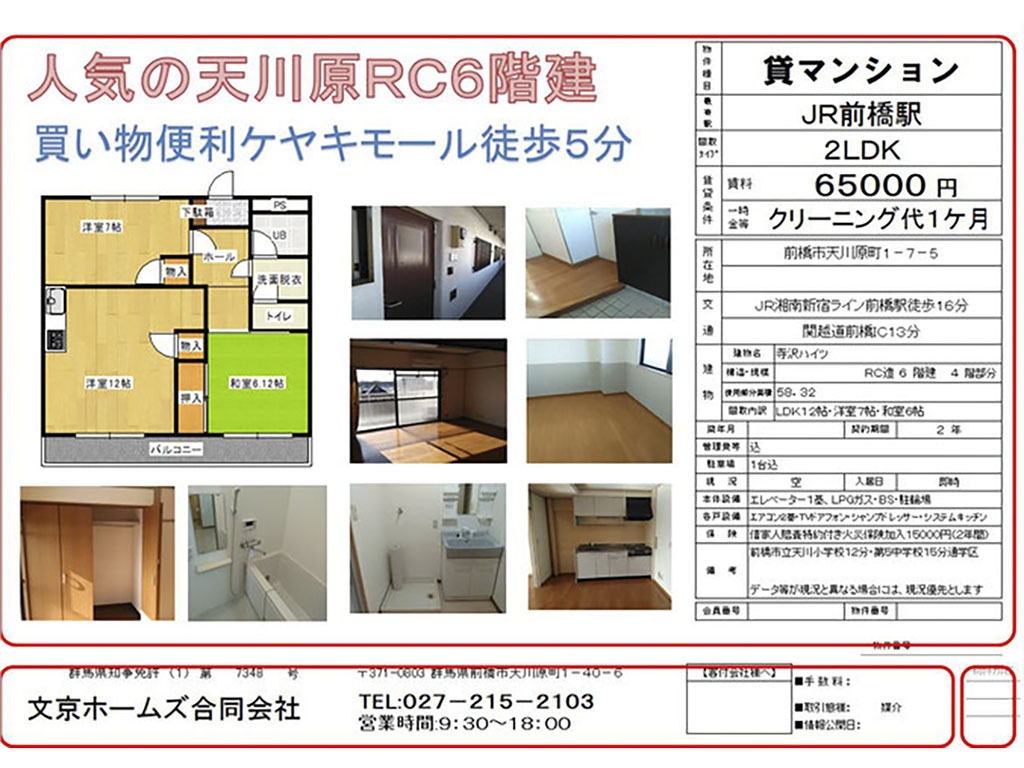 人気の天川原RC6階建
買い物便利ケヤキモール徒歩5分
下駄箱
PS
洋室7帖
UB
ホール
物入
洗面脱衣
トイレ
物入
洋室12帖
和室6.12帖
押入
バルコニー
物件種目 貸マンション
最寄駅 JR前橋駅
間取タイプ 2LDK
賃貸条件 賃料 65000 円
一時金等 クリーニング代1ケ月
所在地 前橋市天川原町1-7-5
交通 JR湘南新宿ライン前橋駅徒歩16分
関越道前橋IC13分
建物 建物名 寺沢ハイツ
構造・規模 RC造 6 階建 4 階部分
使用部分面積 58.32
間取内訳 LDK12帖・洋室7帖・和室6帖
築年月 契約期間 2 年
管理費等 込
駐車場 1台込
現況 空 入居日 即時
本体設備 エレベーター1基、LPGガス・BS・駐輪場
各戸設備 エアコン2基・TVドアフォン・シャンプドレッサー・システムキッチン
保険 借家人賠責特約付き火災保険加入15000円(2年間)
備考 前橋市立天川小学校12分・第5中学校15分通学区
データ等が現況と異なる場合には、現況優先とします
会員番号 物件番号
物件番号
群馬県知事免許(1)第 7348 号
〒371-0803 群馬県前橋市天川原町1-40-6
文京ホームズ合同会社
TEL:027-215-2103
営業時間:9:30~18:00
【客付会社様へ】
■手数料:
■取引態様: 媒介
■情報公開日: